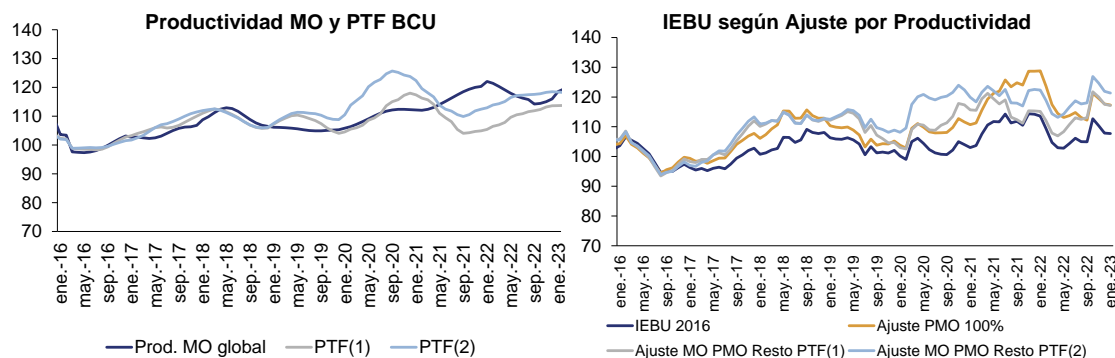 Productividad MO y PTF BCU
140
130
120
110
100
90
80
70
ene.-16
may.-16
sep.-16
ene.-17
may.-17
sep.-17
ene.-18
may.-18
sep.-18
ene.-19
may.-19
sep.-19
ene.-20
may.-20
sep.-20
ene.-21
may.-21
sep.-21
ene.-22
may.-22
sep.-22
ene.-23
Prod. MO global PTF(1) PTF(2)
IEBU según Ajuste por Productividad
140
130
120
110
100
90
80
70
ene.-16
may.-16
sep.-16
ene.-17
may.-17
sep.-17
ene.-18
may.-18
sep.-18
ene.-19
may.-19
sep.-19
ene.-20
may.-20
sep.-20
ene.-21
may.-21
sep.-21
ene.-22
may.-22
sep.-22
ene.-23
IEBU 2016 Ajuste PMO 100%
Ajuste MO PMO Resto PTF(1) Ajuste MO PMO Resto PTF(2)